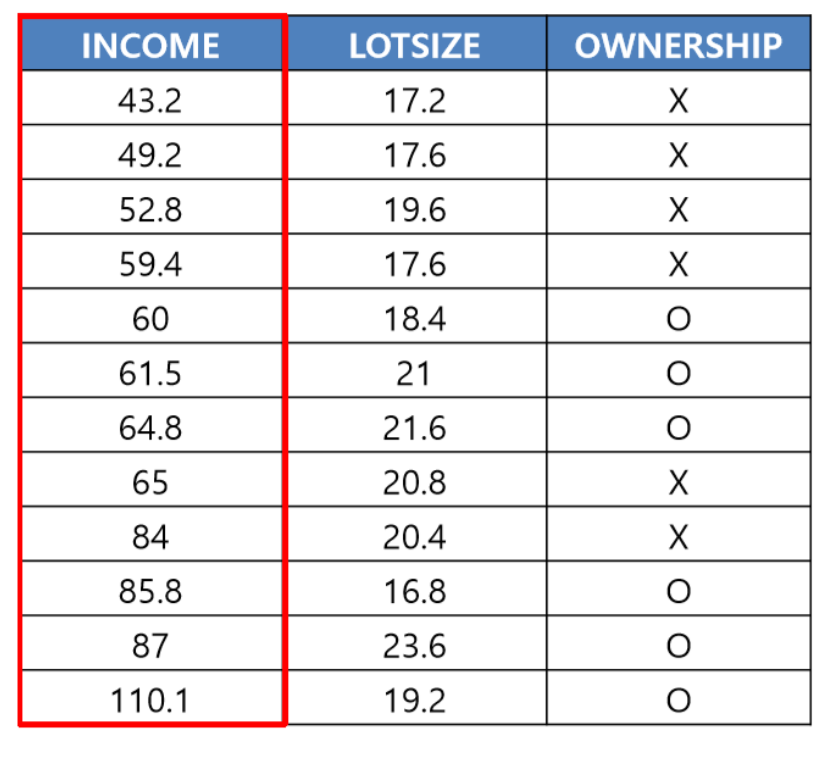 INCOME LOTSIZE OWNERSHIP
43.2 17.2 X
49.2 17.6 X
52.8 19.6 X
59.4 17.6 X
60 18.4 O
61.5 21 O
64.8 21.6 O
65 20.8 X
84 20.4 X
85.8 16.8 O
87 23.6 O
110.1 19.2 O